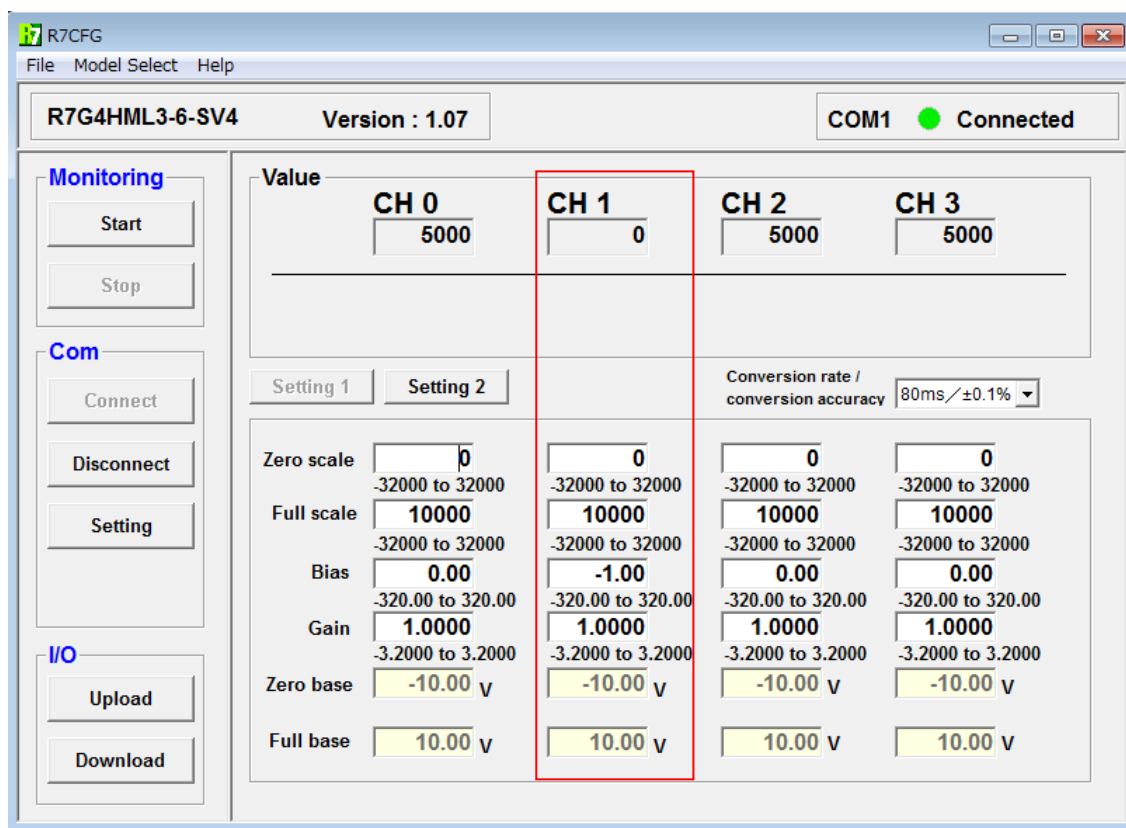 R7 R7CFG
File Model Select Help
R7G4HML3-6-SV4 Version : 1.07 COM1 Connected
Monitoring
Start
Stop
Com
Connect
Disconnect
Setting
I/O
Upload
Download
Value
CH 0 CH 1 CH 2 CH 3
5000 0 5000 5000
Setting 1 Setting 2
Conversion rate /
conversion accuracy 80ms/±0.1%
Zero scale 0 0 0 0
-32000 to 32000 -32000 to 32000 -32000 to 32000 -32000 to 32000
Full scale 10000 10000 10000 10000
-32000 to 32000 -32000 to 32000 -32000 to 32000 -32000 to 32000
Bias 0.00 -1.00 0.00 0.00
-320.00 to 320.00 -320.00 to 320.00 -320.00 to 320.00 -320.00 to 320.00
Gain 1.0000 1.0000 1.0000 1.0000
-3.2000 to 3.2000 -3.2000 to 3.2000 -3.2000 to 3.2000 -3.2000 to 3.2000
Zero base -10.00 V -10.00 V -10.00 V -10.00 V
Full base 10.00 V 10.00 V 10.00 V 10.00 V